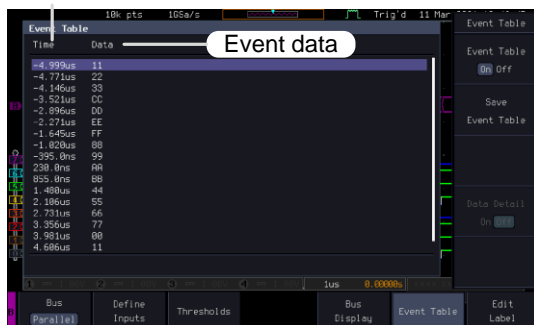 10k pts 1GSa/s Trig'd 11 Mar
Event Table
Event Table
Time Data
Event data
Event Table
On Off
-4.999us 11
-4.771us 22
-4.146us 33
-3.521us CC
-2.896us DD
-2.271us EE
-1.645us FF
-1.020us 88
-395.0ns 99
230.0ns AA
855.0ns BB
1.480us 44
2.106us 55
2.731us 66
3.356us 77
3.981us 00
4.606us 11
Save
Event Table
Data Detail
On Off
1us 0.00000s
Bus
Parallel
Define
Inputs
Thresholds
Bus
Display
Event Table
Edit
Label